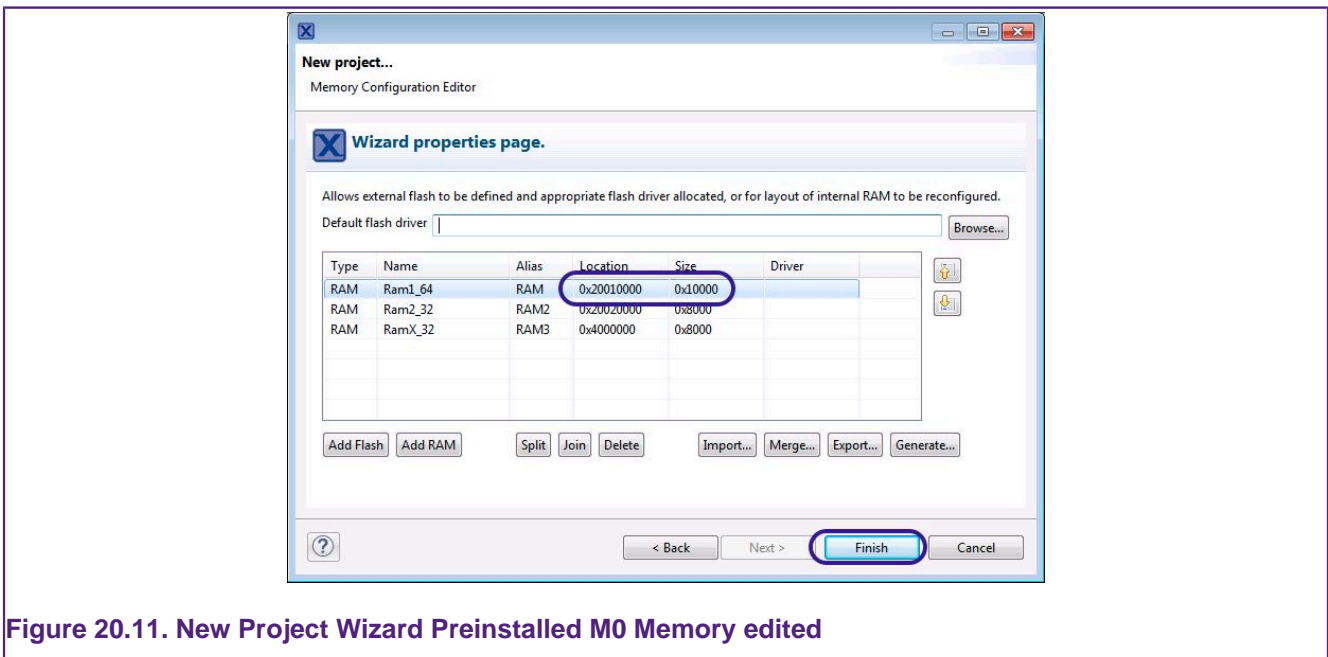 New project...
Memory Configuration Editor
Wizard properties page.
Allows external flash to be defined and appropriate flash driver allocated, or for layout of internal RAM to be reconfigured.
Default flash driver Browse...
Type Name Alias Location Size Driver
RAM Ram1_64 RAM 0x20010000 0x10000
RAM Ram2_32 RAM2 0x20020000 0x8000
RAM RamX_32 RAM3 0x4000000 0x8000
Add Flash Add RAM Split Join Delete Import... Merge... Export... Generate...
? < Back Next > Finish Cancel
Figure 20.11. New Project Wizard Preinstalled M0 Memory edited